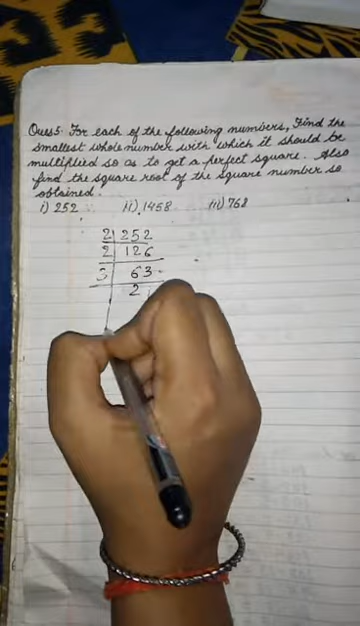 Ques5. For each of the following numbers, Find the
smallest whole number with which it should be
multiplied so as to get a perfect square. Also
find the square root of the square number so
obtained.
i) 252 ii) 1458 iii) 768
2 252
2 126
3 63
21